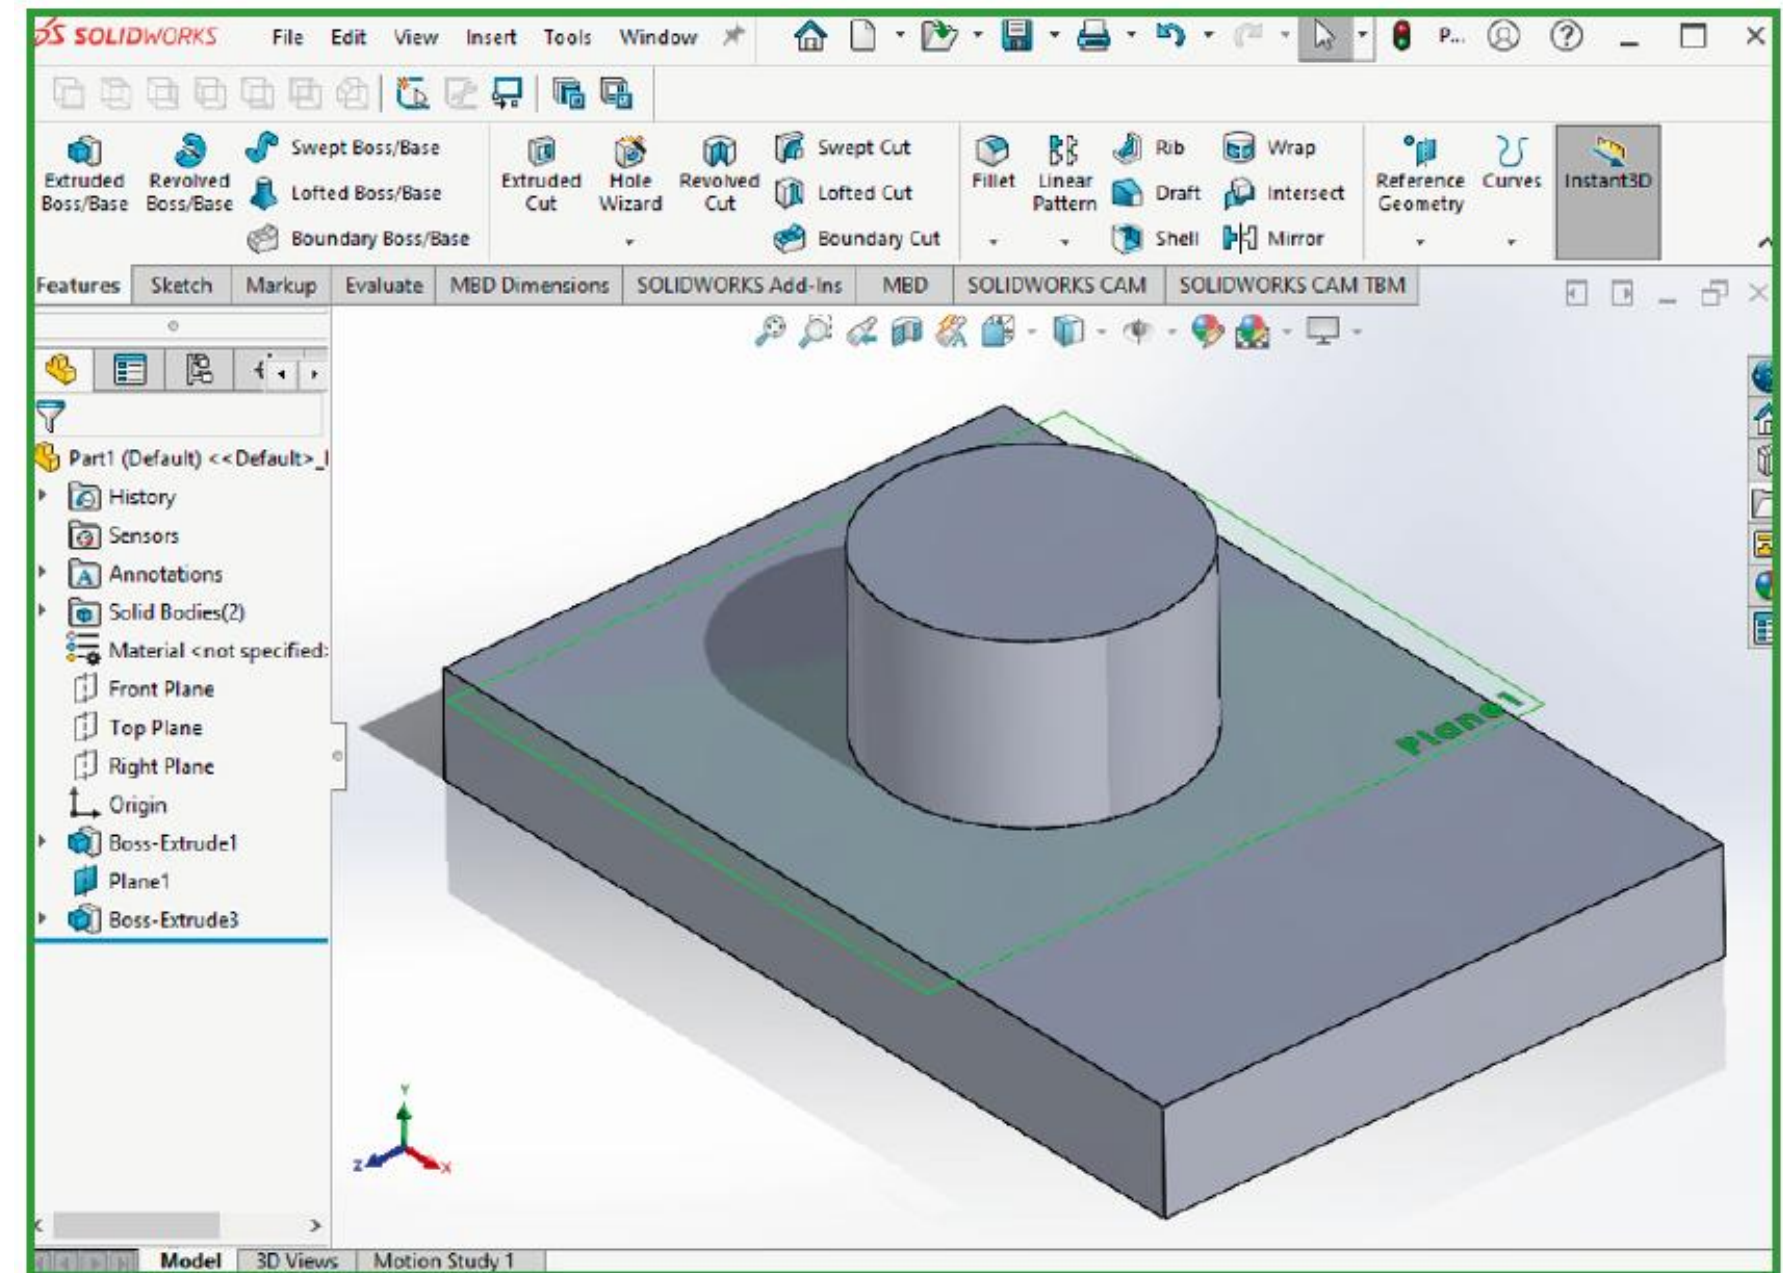 SOLIDWORKS File Edit View Insert Tools Window P...
Extruded Boss/Base
Revolved Boss/Base
Swept Boss/Base
Lofted Boss/Base
Boundary Boss/Base
Extruded Cut
Hole Wizard
Revolved Cut
Swept Cut
Lofted Cut
Boundary Cut
Fillet
Linear Pattern
Rib
Draft
Shell
Wrap
Intersect
Mirror
Reference Geometry
Curves
Instant3D
Features Sketch Markup Evaluate MBD Dimensions SOLIDWORKS Add-Ins MBD SOLIDWORKS CAM SOLIDWORKS CAM TBM
Part1 (Default) <<Default>_
History
Sensors
Annotations
Solid Bodies(2)
Material <not specified>
Front Plane
Top Plane
Right Plane
Origin
Boss-Extrude1
Plane1
Boss-Extrude3
Plane1
Y
Z X
Model 3D Views Motion Study 1